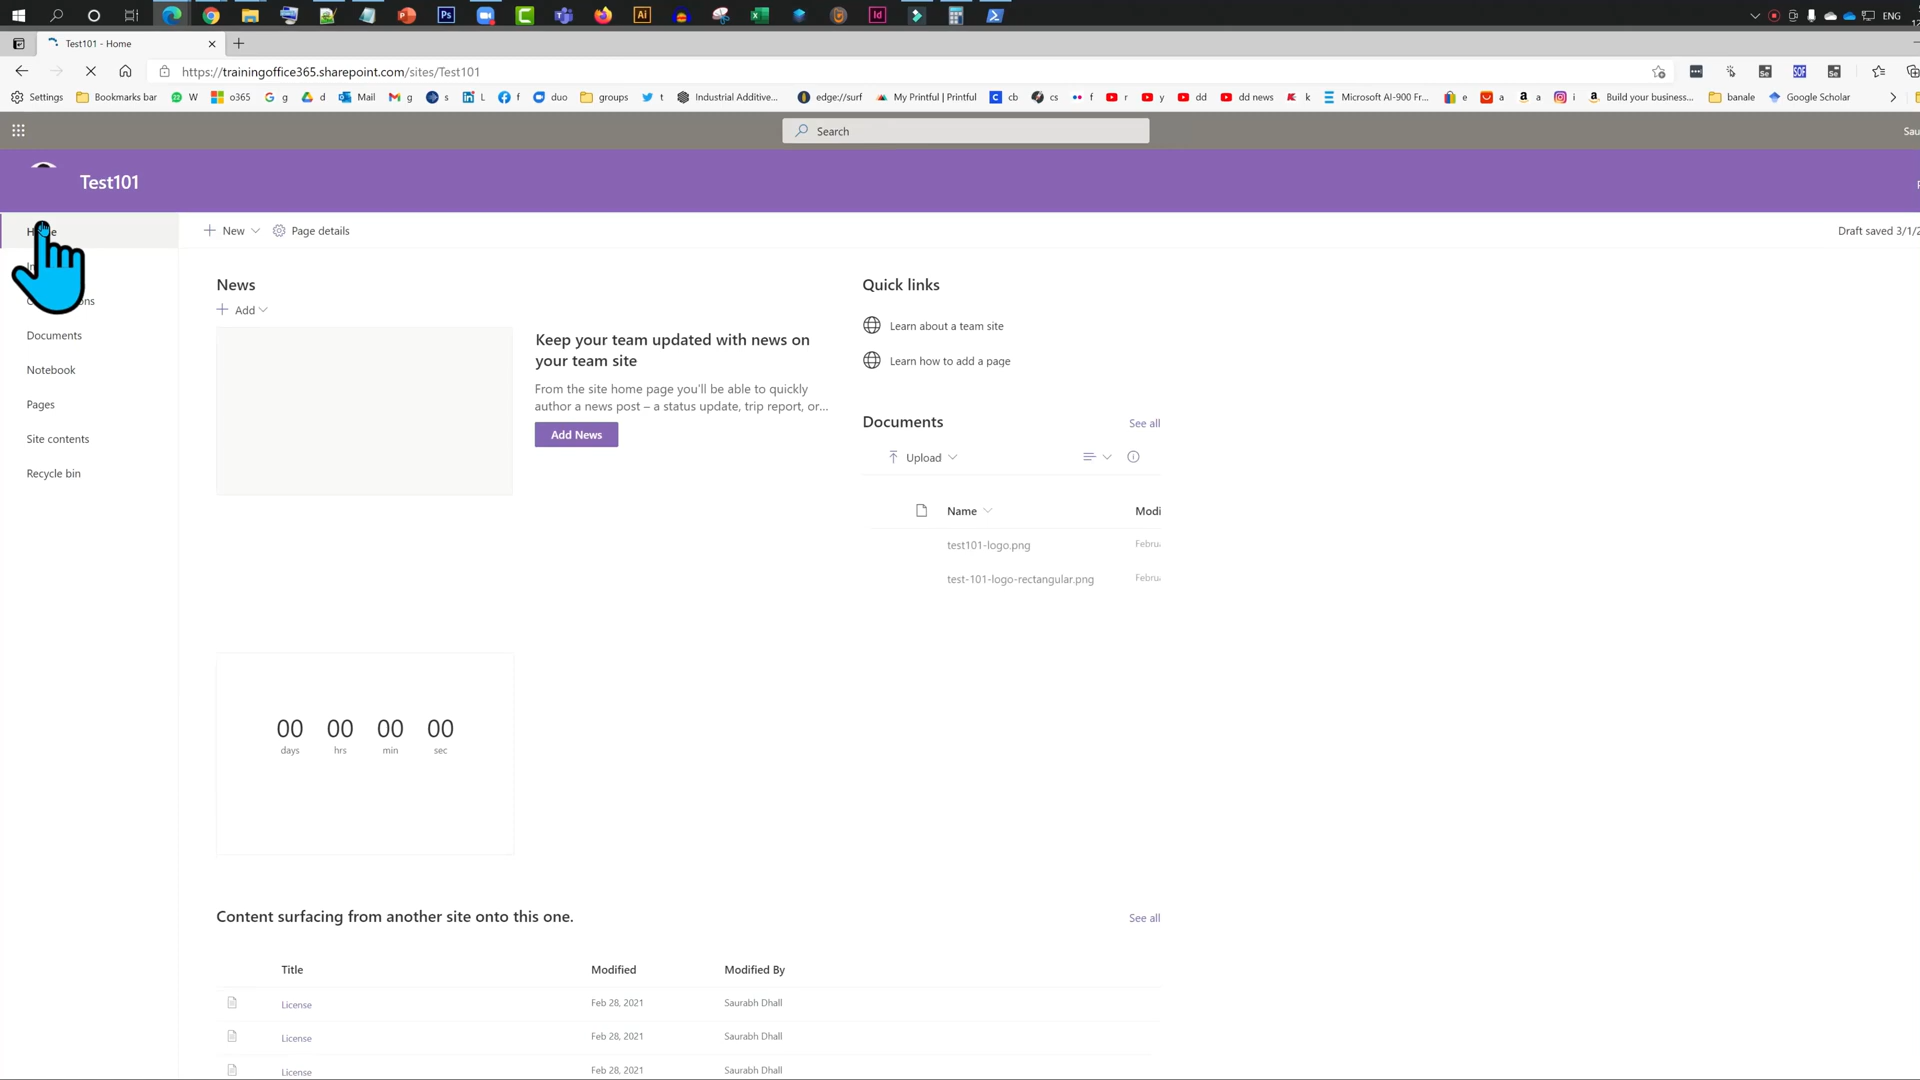 ENG
Test101 - Home
https://trainingoffice365.sharepoint.com/sites/Test101
Settings Bookmarks bar W o365 g d Mail g s L f duo groups t Industrial Additive... edge://surf My Printful | Printful cb cs f r y dd dd news k Microsoft AI-900 Fr... e a a i Build your business... banale Google Scholar
Search
Sau
Test101
Home
Documents
Notebook
Pages
Site contents
Recycle bin
New Page details
Draft saved 3/1/2
News
Add
Keep your team updated with news on
your team site
From the site home page you'll be able to quickly
author a news post – a status update, trip report, or...
Add News
Quick links
Learn about a team site
Learn how to add a page
Documents See all
Upload
Name Modi
test101-logo.png Februa
test-101-logo-rectangular.png Februa
00 00 00 00
days hrs min sec
Content surfacing from another site onto this one. See all
Title Modified Modified By
License Feb 28, 2021 Saurabh Dhall
License Feb 28, 2021 Saurabh Dhall
License Feb 28, 2021 Saurabh Dhall